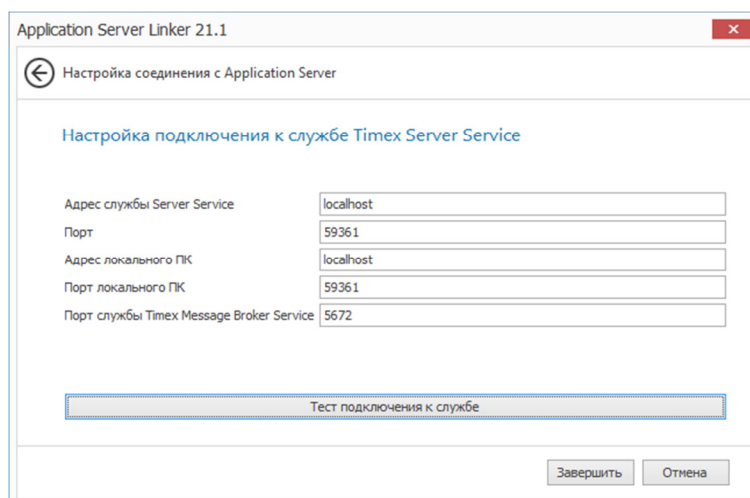 Application Server Linker 21.1
Настройка соединения с Application Server
Настройка подключения к службе Timex Server Service
Адрес службы Server Service localhost
Порт 59361
Адрес локального ПК localhost
Порт локального ПК 59361
Порт службы Timex Message Broker Service 5672
Тест подключения к службе
Завершить Отмена